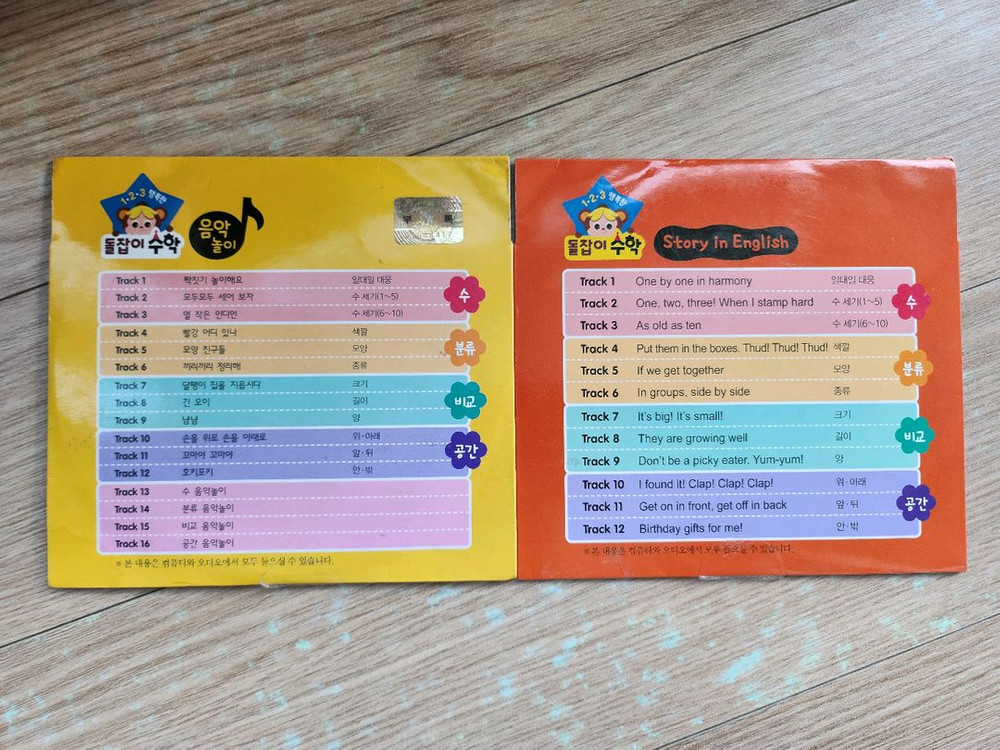 1·2·3 행복한
돌잡이 수학
음악
놀이
부 록
Track 1 짝짓기 놀이해요 일대일 대응
Track 2 모두모두 세어 보자 수 세기(1~5)
Track 3 열 작은 인디언 수 세기(6~10)
수
Track 4 빨강 어디 있나 색깔
Track 5 모양 친구들 모양
Track 6 끼리끼리 정리해 종류
분류
Track 7 달팽이 집을 지읍시다 크기
Track 8 긴 오이 길이
Track 9 냠냠 양
비교
Track 10 손을 위로 손을 아래로 위·아래
Track 11 꼬마야 꼬마야 앞·뒤
Track 12 호키포키 안·밖
공간
Track 13 수 음악놀이
Track 14 분류 음악놀이
Track 15 비교 음악놀이
Track 16 공간 음악놀이
※ 본 내용은 컴퓨터와 오디오에서 모두 들으실 수 있습니다.
1·2·3 행복한
돌잡이 수학
Story in English
Track 1 One by one in harmony 일대일 대응
Track 2 One, two, three! When I stamp hard 수 세기(1~5)
Track 3 As old as ten 수 세기(6~10)
수
Track 4 Put them in the boxes. Thud! Thud! Thud! 색깔
Track 5 If we get together 모양
Track 6 In groups, side by side 종류
분류
Track 7 It's big! It's small! 크기
Track 8 They are growing well 길이
Track 9 Don't be a picky eater. Yum-yum! 양
비교
Track 10 I found it! Clap! Clap! Clap! 위·아래
Track 11 Get on in front, get off in back 앞·뒤
Track 12 Birthday gifts for me! 안·밖
공간
※ 본 내용은 컴퓨터와 오디오에서 모두 들으실 수 있습니다.